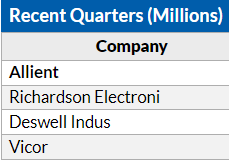 Recent Quarters (Millions)
Company
Allient
Richardson Electroni
Deswell Indus
Vicor